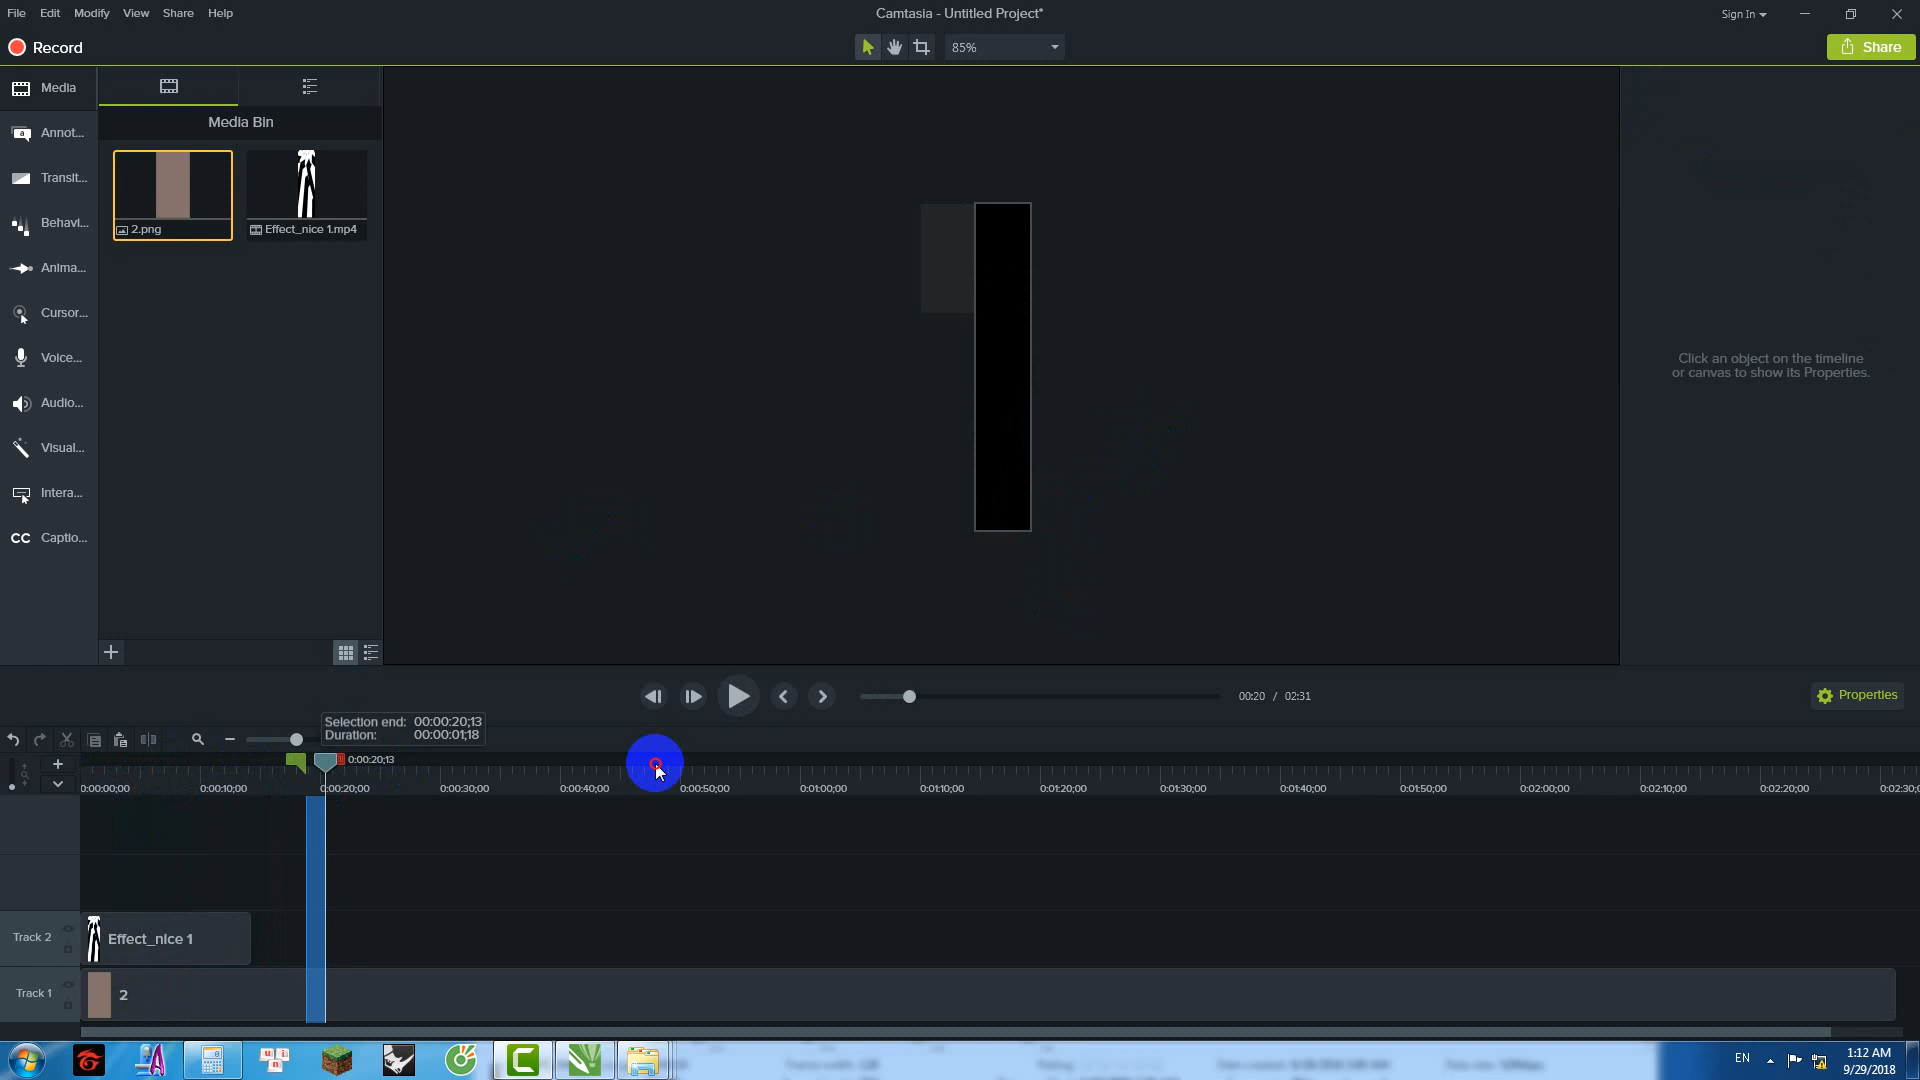 File Edit Modify View Share Help
Camtasia - Untitled Project*
Sign In
Record
85%
Share
Media
Annot...
Transit...
Behavi...
Anima...
Cursor...
Voice...
Audio...
Visual...
Intera...
CC Captio...
Media Bin
2.png
Effect_nice 1.mp4
Click an object on the timeline
or canvas to show its Properties.
00:20 / 02:31
Properties
Selection end: 00:00:20;13
Duration: 00:00:01;18
0:00:20;13
0:00:00;00 0:00:10;00 0:00:20;00 0:00:30;00 0:00:40;00 0:00:50;00 0:01:00;00 0:01:10;00 0:01:20;00 0:01:30;00 0:01:40;00 0:01:50;00 0:02:00;00 0:02:10;00 0:02:20;00 0:02:30;0
Track 2
Effect_nice 1
Track 1
2
EN
1:12 AM
9/29/2018